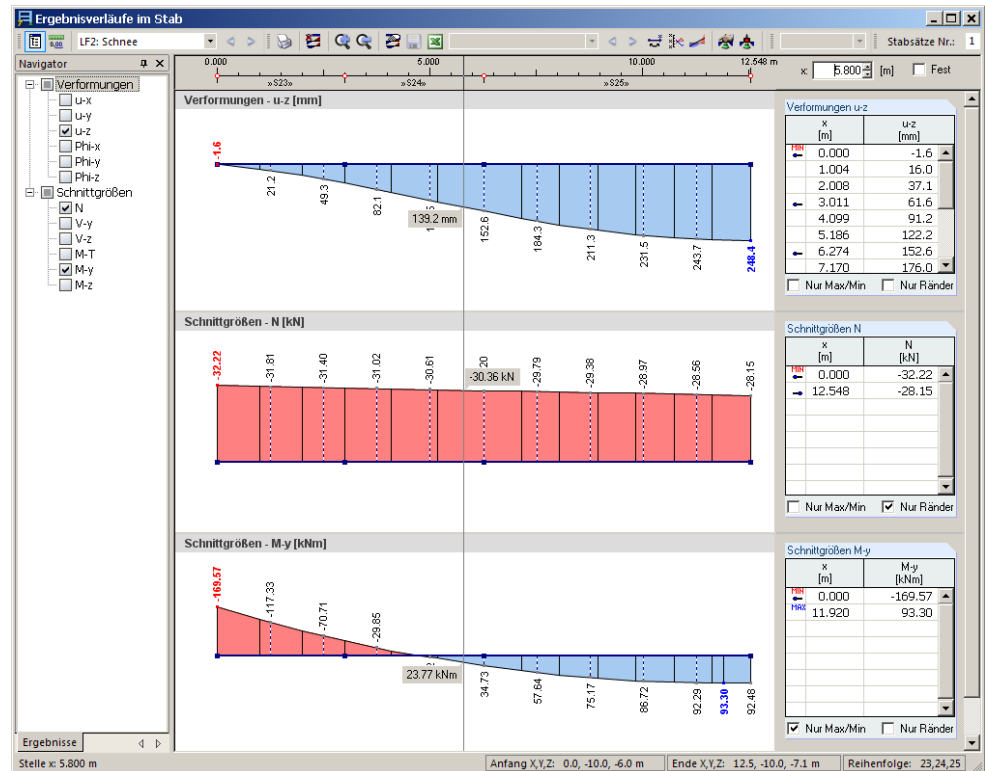 Ergebnisverläufe im Stab
LF2: Schnee
Stabsätze Nr.: 1
Navigator
Verformungen
u-x
u-y
u-z
Phi-x
Phi-y
Phi-z
Schnittgrößen
N
V-y
V-z
M-T
M-y
M-z
Ergebnisse
0.000 5.000 10.000 12.548 m
»S23» »S24» »S25»
x: 5.800 [m] Fest
Verformungen - u-z [mm]
-1.6 21.2 49.3 82.1 139.2 mm 152.6 184.3 211.3 231.5 243.7 248.4
Verformungen u-z
x [m] u-z [mm]
MIN 0.000 -1.6
1.004 16.0
2.008 37.1
3.011 61.6
4.099 91.2
5.186 122.2
6.274 152.6
7.170 176.0
Nur Max/Min Nur Ränder
Schnittgrößen - N [kN]
-32.22 -31.81 -31.40 -31.02 -30.61 -30.36 kN -29.79 -29.38 -28.97 -28.56 -28.15
Schnittgrößen N
x [m] N [kN]
MIN 0.000 -32.22
12.548 -28.15
Nur Max/Min Nur Ränder
Schnittgrößen - M-y [kNm]
-169.57 -117.33 -70.71 -29.85 23.77 kNm 34.73 57.64 75.17 86.72 92.29 93.30 92.48
Schnittgrößen M-y
x [m] M-y [kNm]
MIN 0.000 -169.57
MAX 11.920 93.30
Nur Max/Min Nur Ränder
Stelle x: 5.800 m
Anfang X,Y,Z: 0.0, -10.0, -6.0 m
Ende X,Y,Z: 12.5, -10.0, -7.1 m
Reihenfolge: 23,24,25